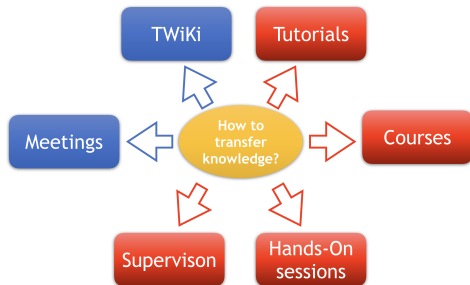 TWiKi
Tutorials
How to
transfer
knowledge?
Meetings
Courses
Supervison
Hands-On
sessions